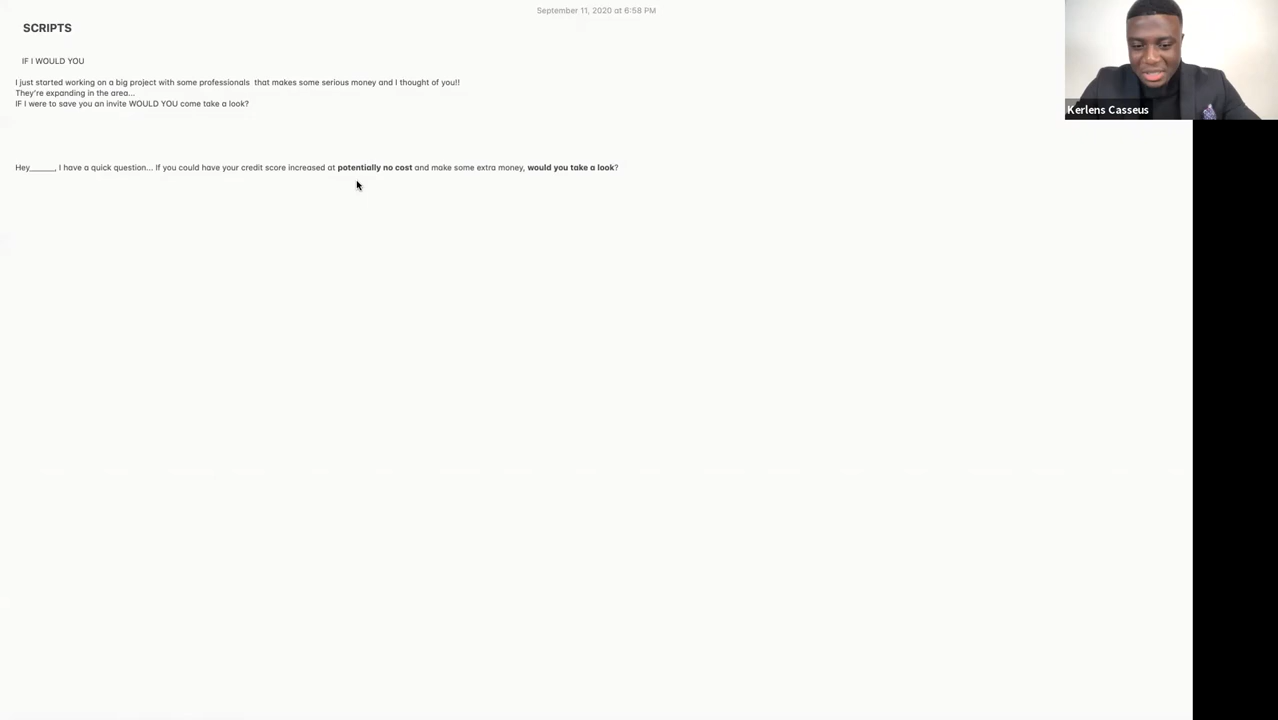 September 11, 2020 at 6:58 PM
SCRIPTS
IF I WOULD YOU
I just started working on a big project with some professionals  that makes some serious money and I thought of you!!
They're expanding in the area...
IF I were to save you an invite WOULD YOU come take a look?
Hey______, I have a quick question... If you could have your credit score increased at potentially no cost and make some extra money, would you take a look?
Kerlens Casseus